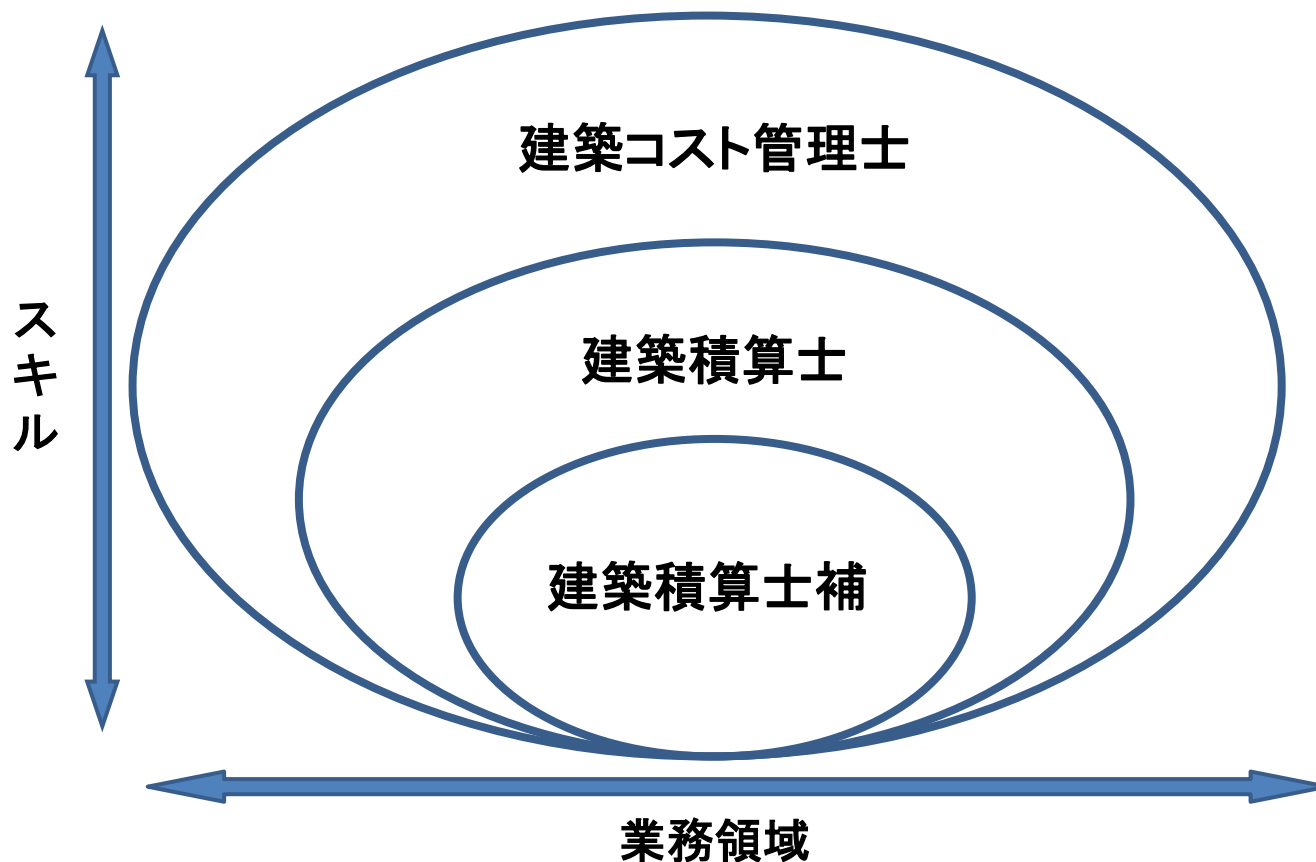 建築コスト管理士
建築積算士
建築積算士補
スキル
業務領域